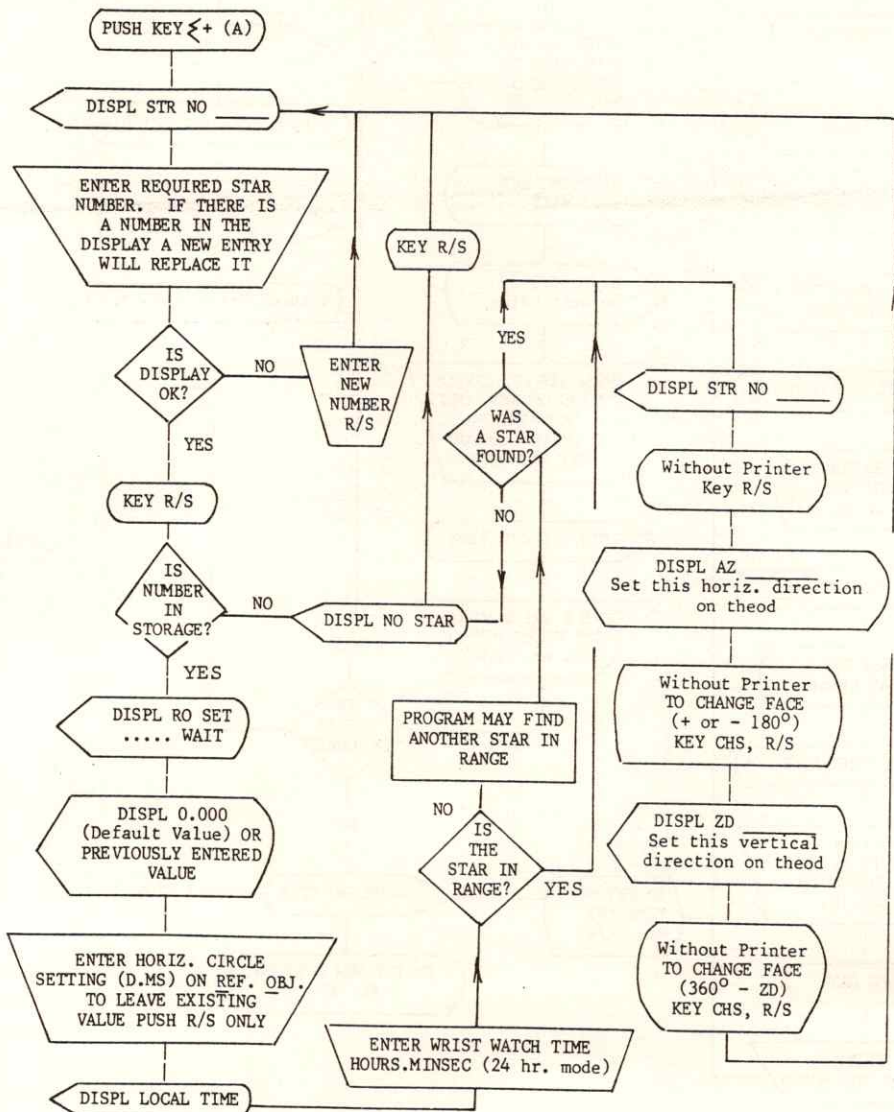 PUSH KEY ≤+ (A)
DISPL STR NO _____
ENTER REQUIRED STAR
NUMBER. IF THERE IS
A NUMBER IN THE
DISPLAY A NEW ENTRY
WILL REPLACE IT
IS
DISPLAY
OK?
NO
ENTER
NEW
NUMBER
R/S
YES
KEY R/S
IS
NUMBER
IN
STORAGE?
NO
DISPL NO STAR
KEY R/S
YES
DISPL RO SET
..... WAIT
DISPL 0.000
(Default Value) OR
PREVIOUSLY ENTERED
VALUE
ENTER HORIZ. CIRCLE
SETTING (D.MS) ON REF. OBJ.
TO LEAVE EXISTING
VALUE PUSH R/S ONLY
DISPL LOCAL TIME
ENTER WRIST WATCH TIME
HOURS.MINSEC (24 hr. mode)
IS
THE
STAR IN
RANGE?
YES
NO
PROGRAM MAY FIND
ANOTHER STAR IN
RANGE
WAS
A STAR
FOUND?
NO
YES
DISPL STR NO _____
Without Printer
Key R/S
DISPL AZ _______
Set this horiz. direction
on theod
Without Printer
TO CHANGE FACE
(+ or - 180°)
KEY CHS, R/S
DISPL ZD _______
Set this vertical
direction on theod
Without Printer
TO CHANGE FACE
(360° - ZD)
KEY CHS, R/S